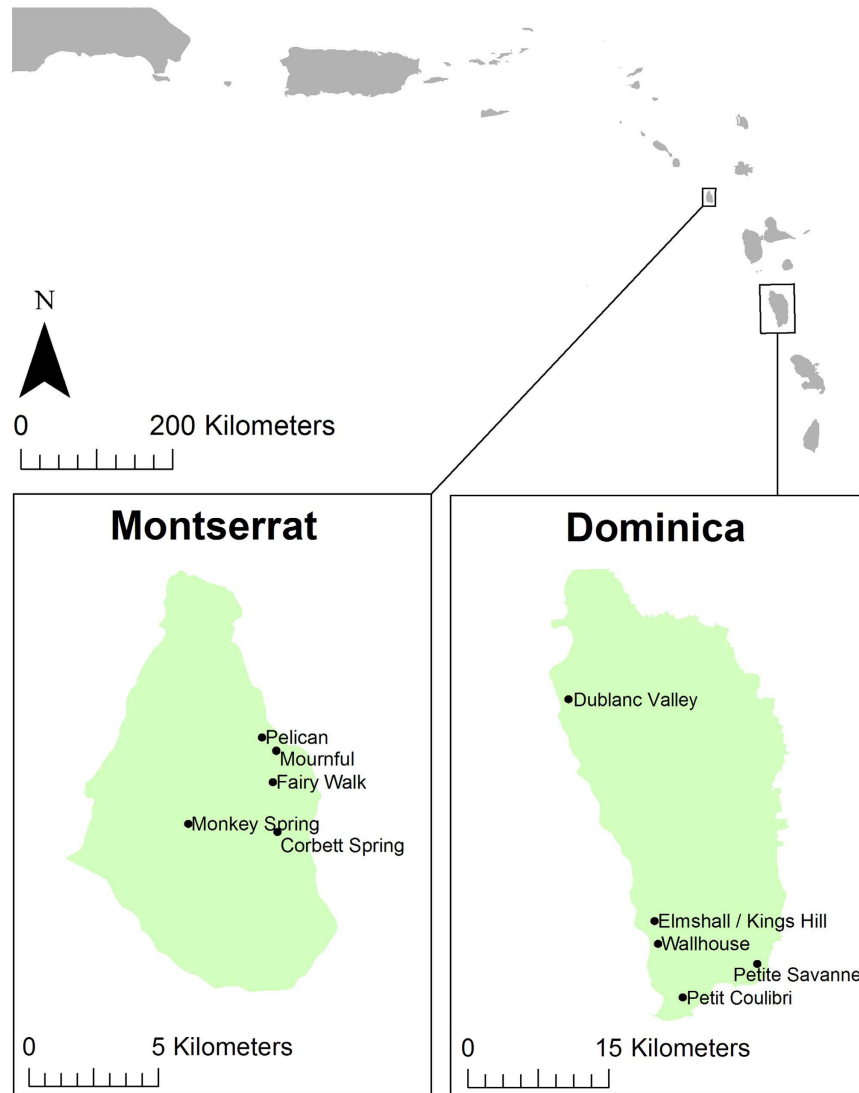 N
0 200 Kilometers
Montserrat
Pelican
Mournful
Fairy Walk
Monkey Spring
Corbett Spring
0 5 Kilometers
Dominica
Dublanc Valley
Elmshall / Kings Hill
Wallhouse
Petite Savanne
Petit Coulibri
0 15 Kilometers